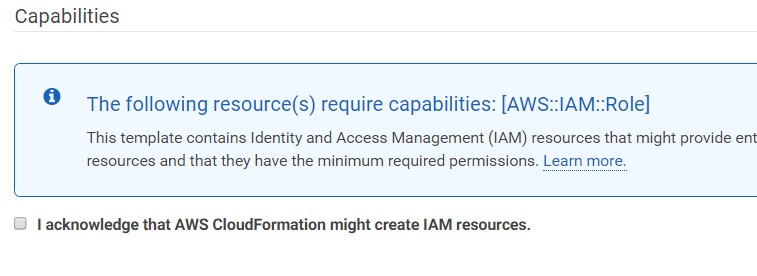 Capabilities
The following resource(s) require capabilities: [AWS::IAM::Role]
This template contains Identity and Access Management (IAM) resources that might provide ent
resources and that they have the minimum required permissions. Learn more.
I acknowledge that AWS CloudFormation might create IAM resources.